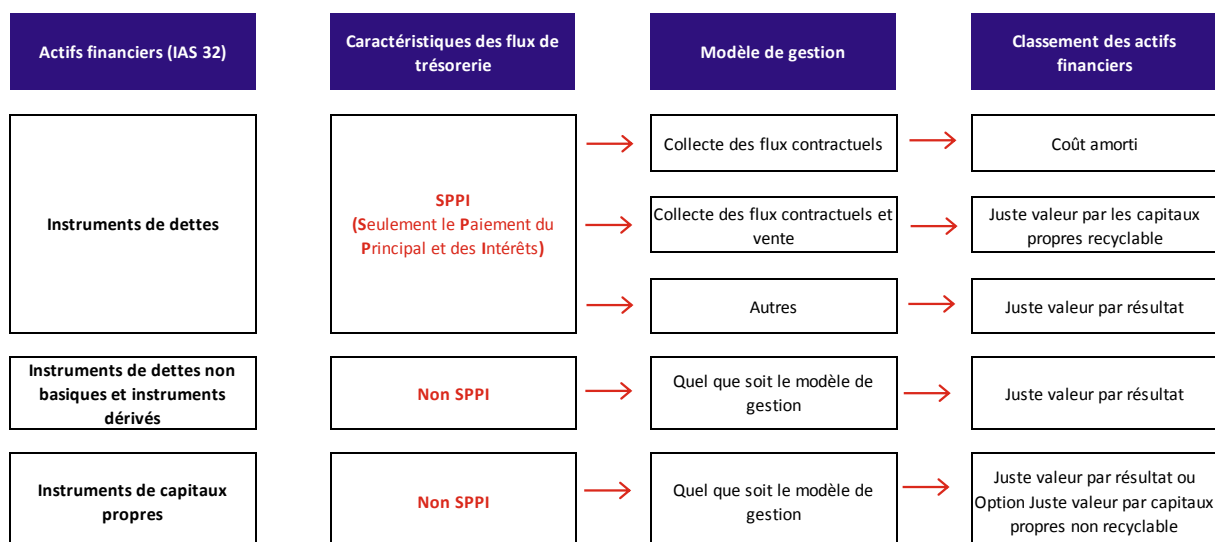 Actifs financiers (IAS 32)
Caractéristiques des flux de
trésorerie
Modèle de gestion
Classement des actifs
financiers
Instruments de dettes
SPPI
(Seulement le Paiement du
Principal et des Intérêts)
Collecte des flux contractuels
Coût amorti
Collecte des flux contractuels et
vente
Juste valeur par les capitaux
propres recyclable
Autres
Juste valeur par résultat
Instruments de dettes non
basiques et instruments
dérivés
Non SPPI
Quel que soit le modèle de
gestion
Juste valeur par résultat
Instruments de capitaux
propres
Non SPPI
Quel que soit le modèle de
gestion
Juste valeur par résultat ou
Option Juste valeur par capitaux
propres non recyclable